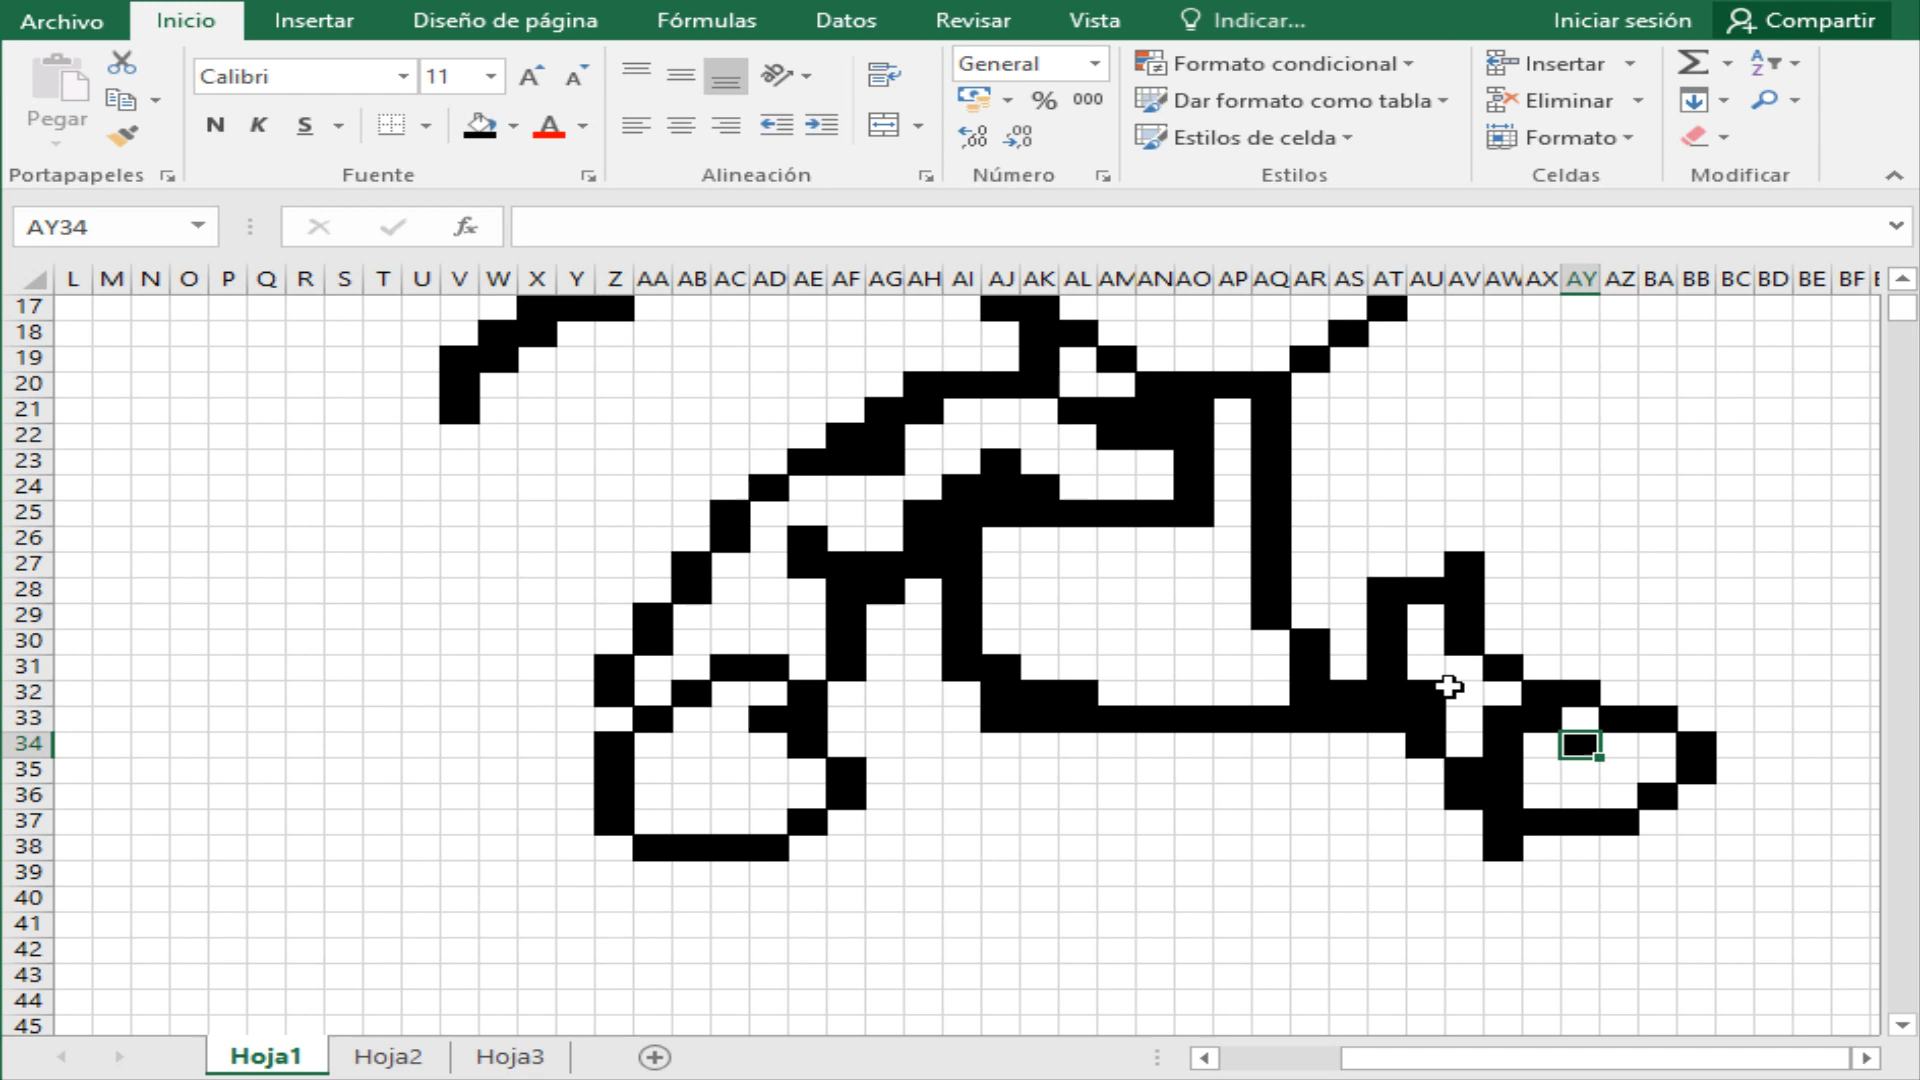 Archivo Inicio Insertar Diseño de página Fórmulas Datos Revisar Vista Indicar... Iniciar sesión Compartir
Pegar
Calibri 11
N K S
General
% 000
Formato condicional
Dar formato como tabla
Estilos de celda
Insertar
Eliminar
Formato
Portapapeles Fuente Alineación Número Estilos Celdas Modificar
AY34 fx
L M N O P Q R S T U V W X Y Z AA AB AC AD AE AF AG AH AI AJ AK AL AM AN AO AP AQ AR AS AT AU AV AW AX AY AZ BA BB BC BD BE BF
17
18
19
20
21
22
23
24
25
26
27
28
29
30
31
32
33
34
35
36
37
38
39
40
41
42
43
44
45
Hoja1 Hoja2 Hoja3